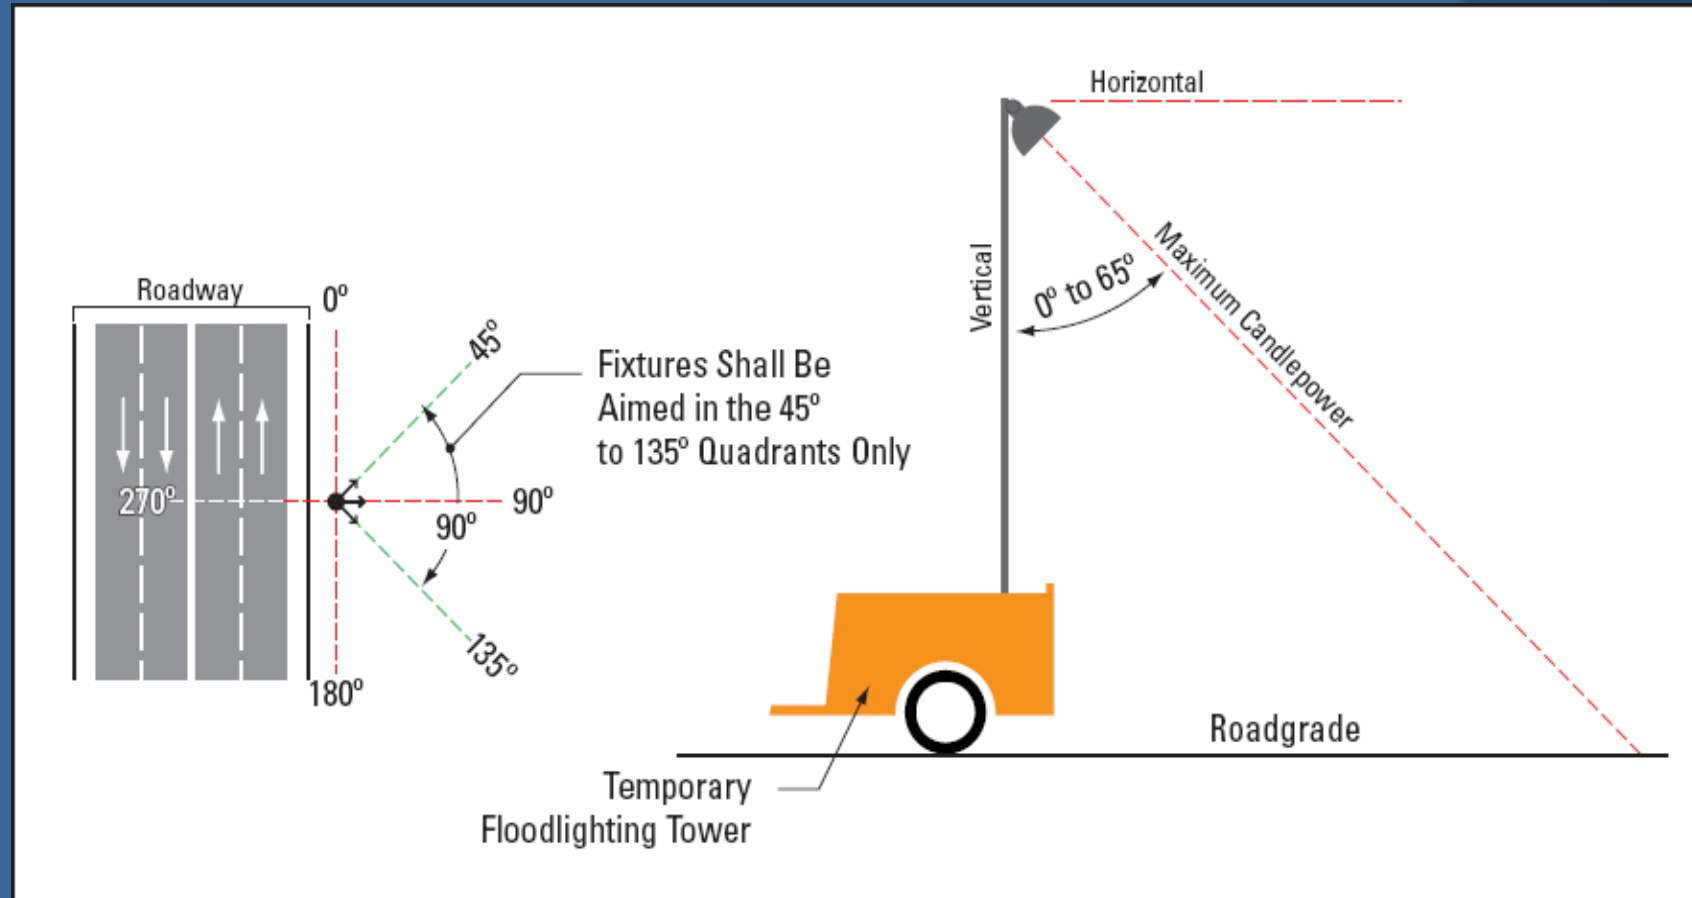 Roadway
0º
45º
Fixtures Shall Be
Aimed in the 45º
to 135º Quadrants Only
270º
90º
90º
135º
180º
Horizontal
Vertical
0º to 65º
Maximum Candlepower
Roadgrade
Temporary
Floodlighting Tower